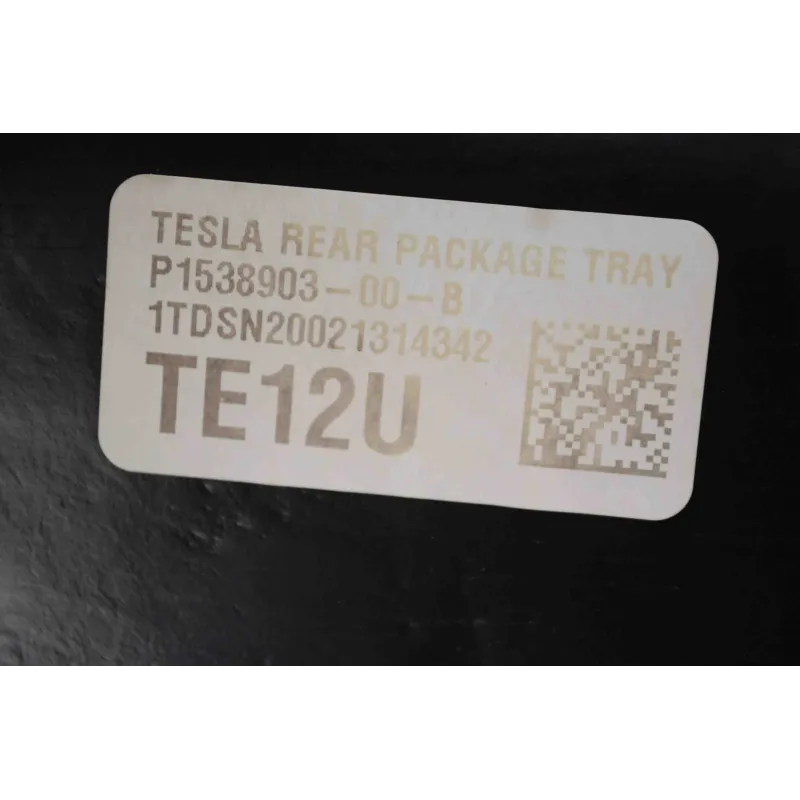 TESLA REAR PACKAGE TRAY
P1538903-00-B
1TDSN20021314342
TE12U